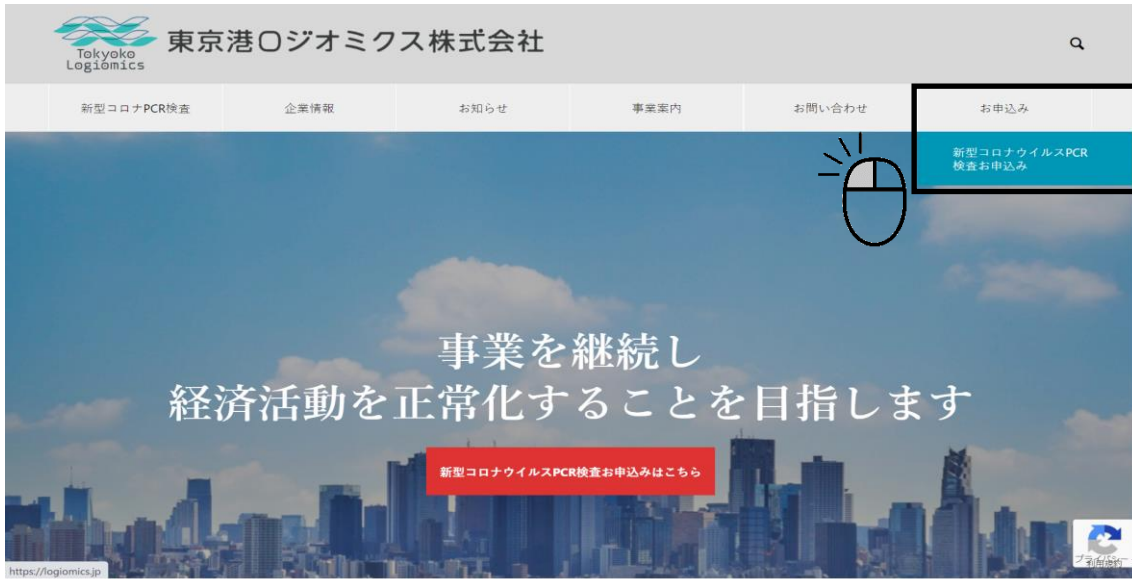 Tokyoko
Logiomics
東京港ロジオミクス株式会社
新型コロナPCR検査
企業情報
お知らせ
事業案内
お問い合わせ
お申込み
新型コロナウイルスPCR
検査お申込み
事業を継続し
経済活動を正常化することを目指します
新型コロナウイルスPCR検査お申込みはこちら
https://logiomics.jp